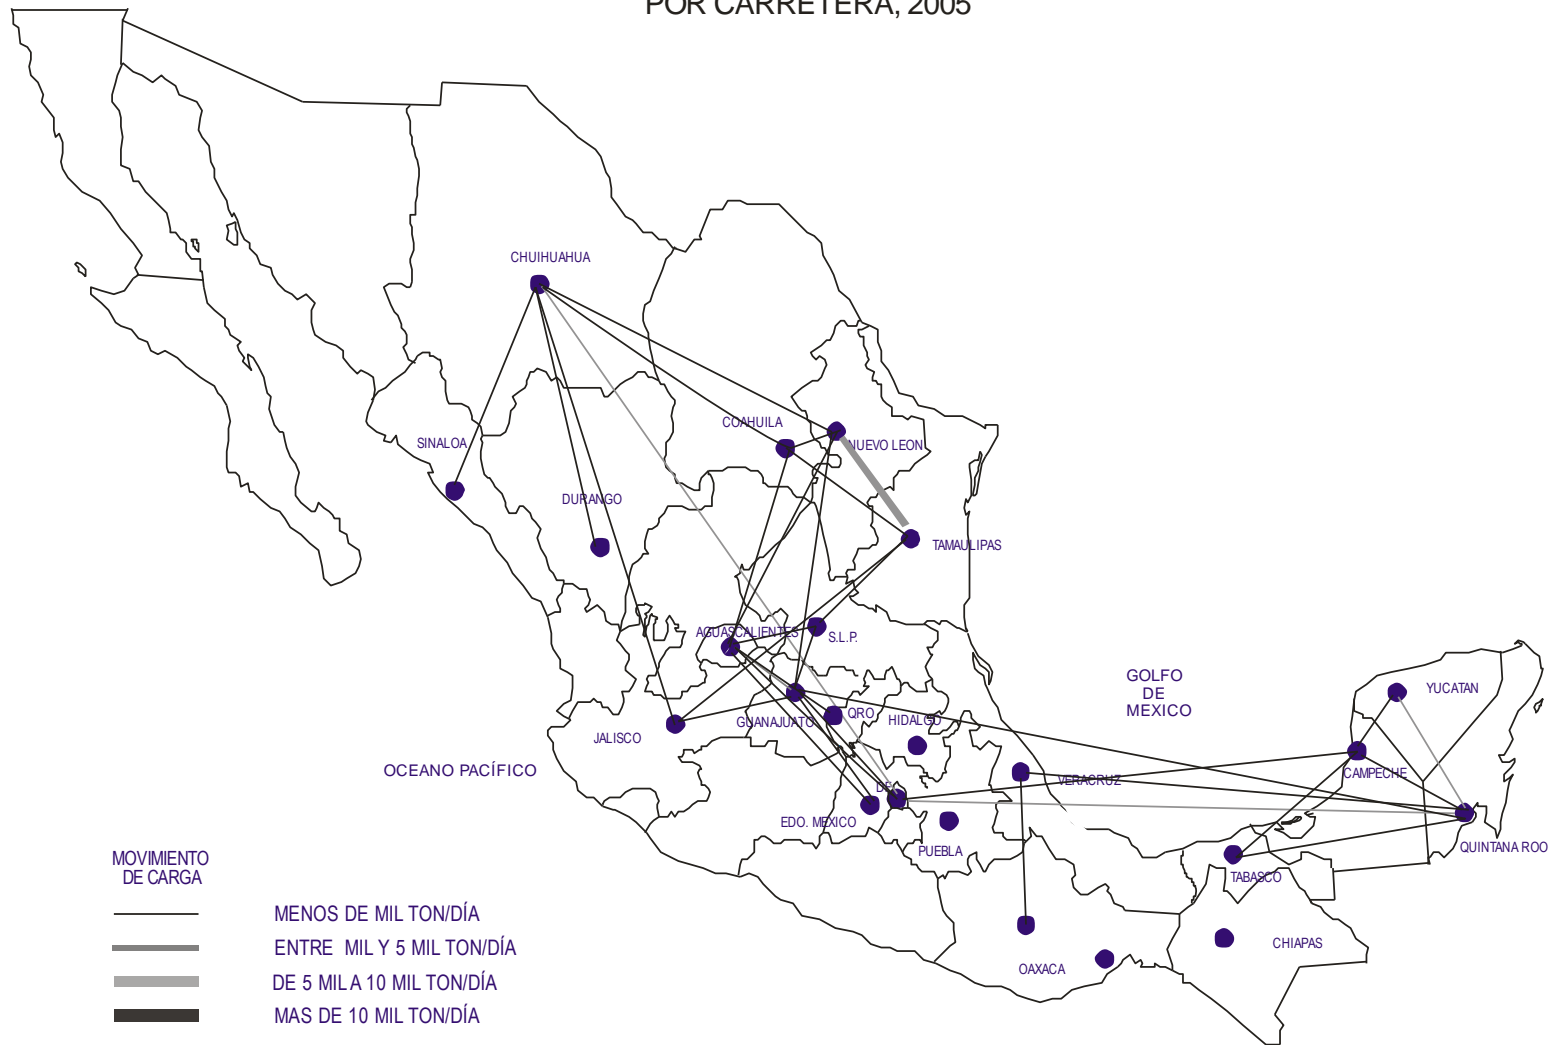 POR CARRETERA, 2005
CHUIHUAHUA
SINALOA
COAHUILA
NUEVO LEON
DURANGO
TAMAULIPAS
AGUASCALIENTES
S.L.P.
GOLFO
DE
MEXICO
YUCATAN
GUANAJUATO
QRO
HIDALGO
JALISCO
OCEANO PACÍFICO
CAMPECHE
VERACRUZ
DF
EDO. MEXICO
PUEBLA
QUINTANA ROO
TABASCO
MOVIMIENTO
DE CARGA
MENOS DE MIL TON/DÍA
ENTRE MIL Y 5 MIL TON/DÍA
DE 5 MIL A 10 MIL TON/DÍA
MAS DE 10 MIL TON/DÍA
CHIAPAS
OAXACA